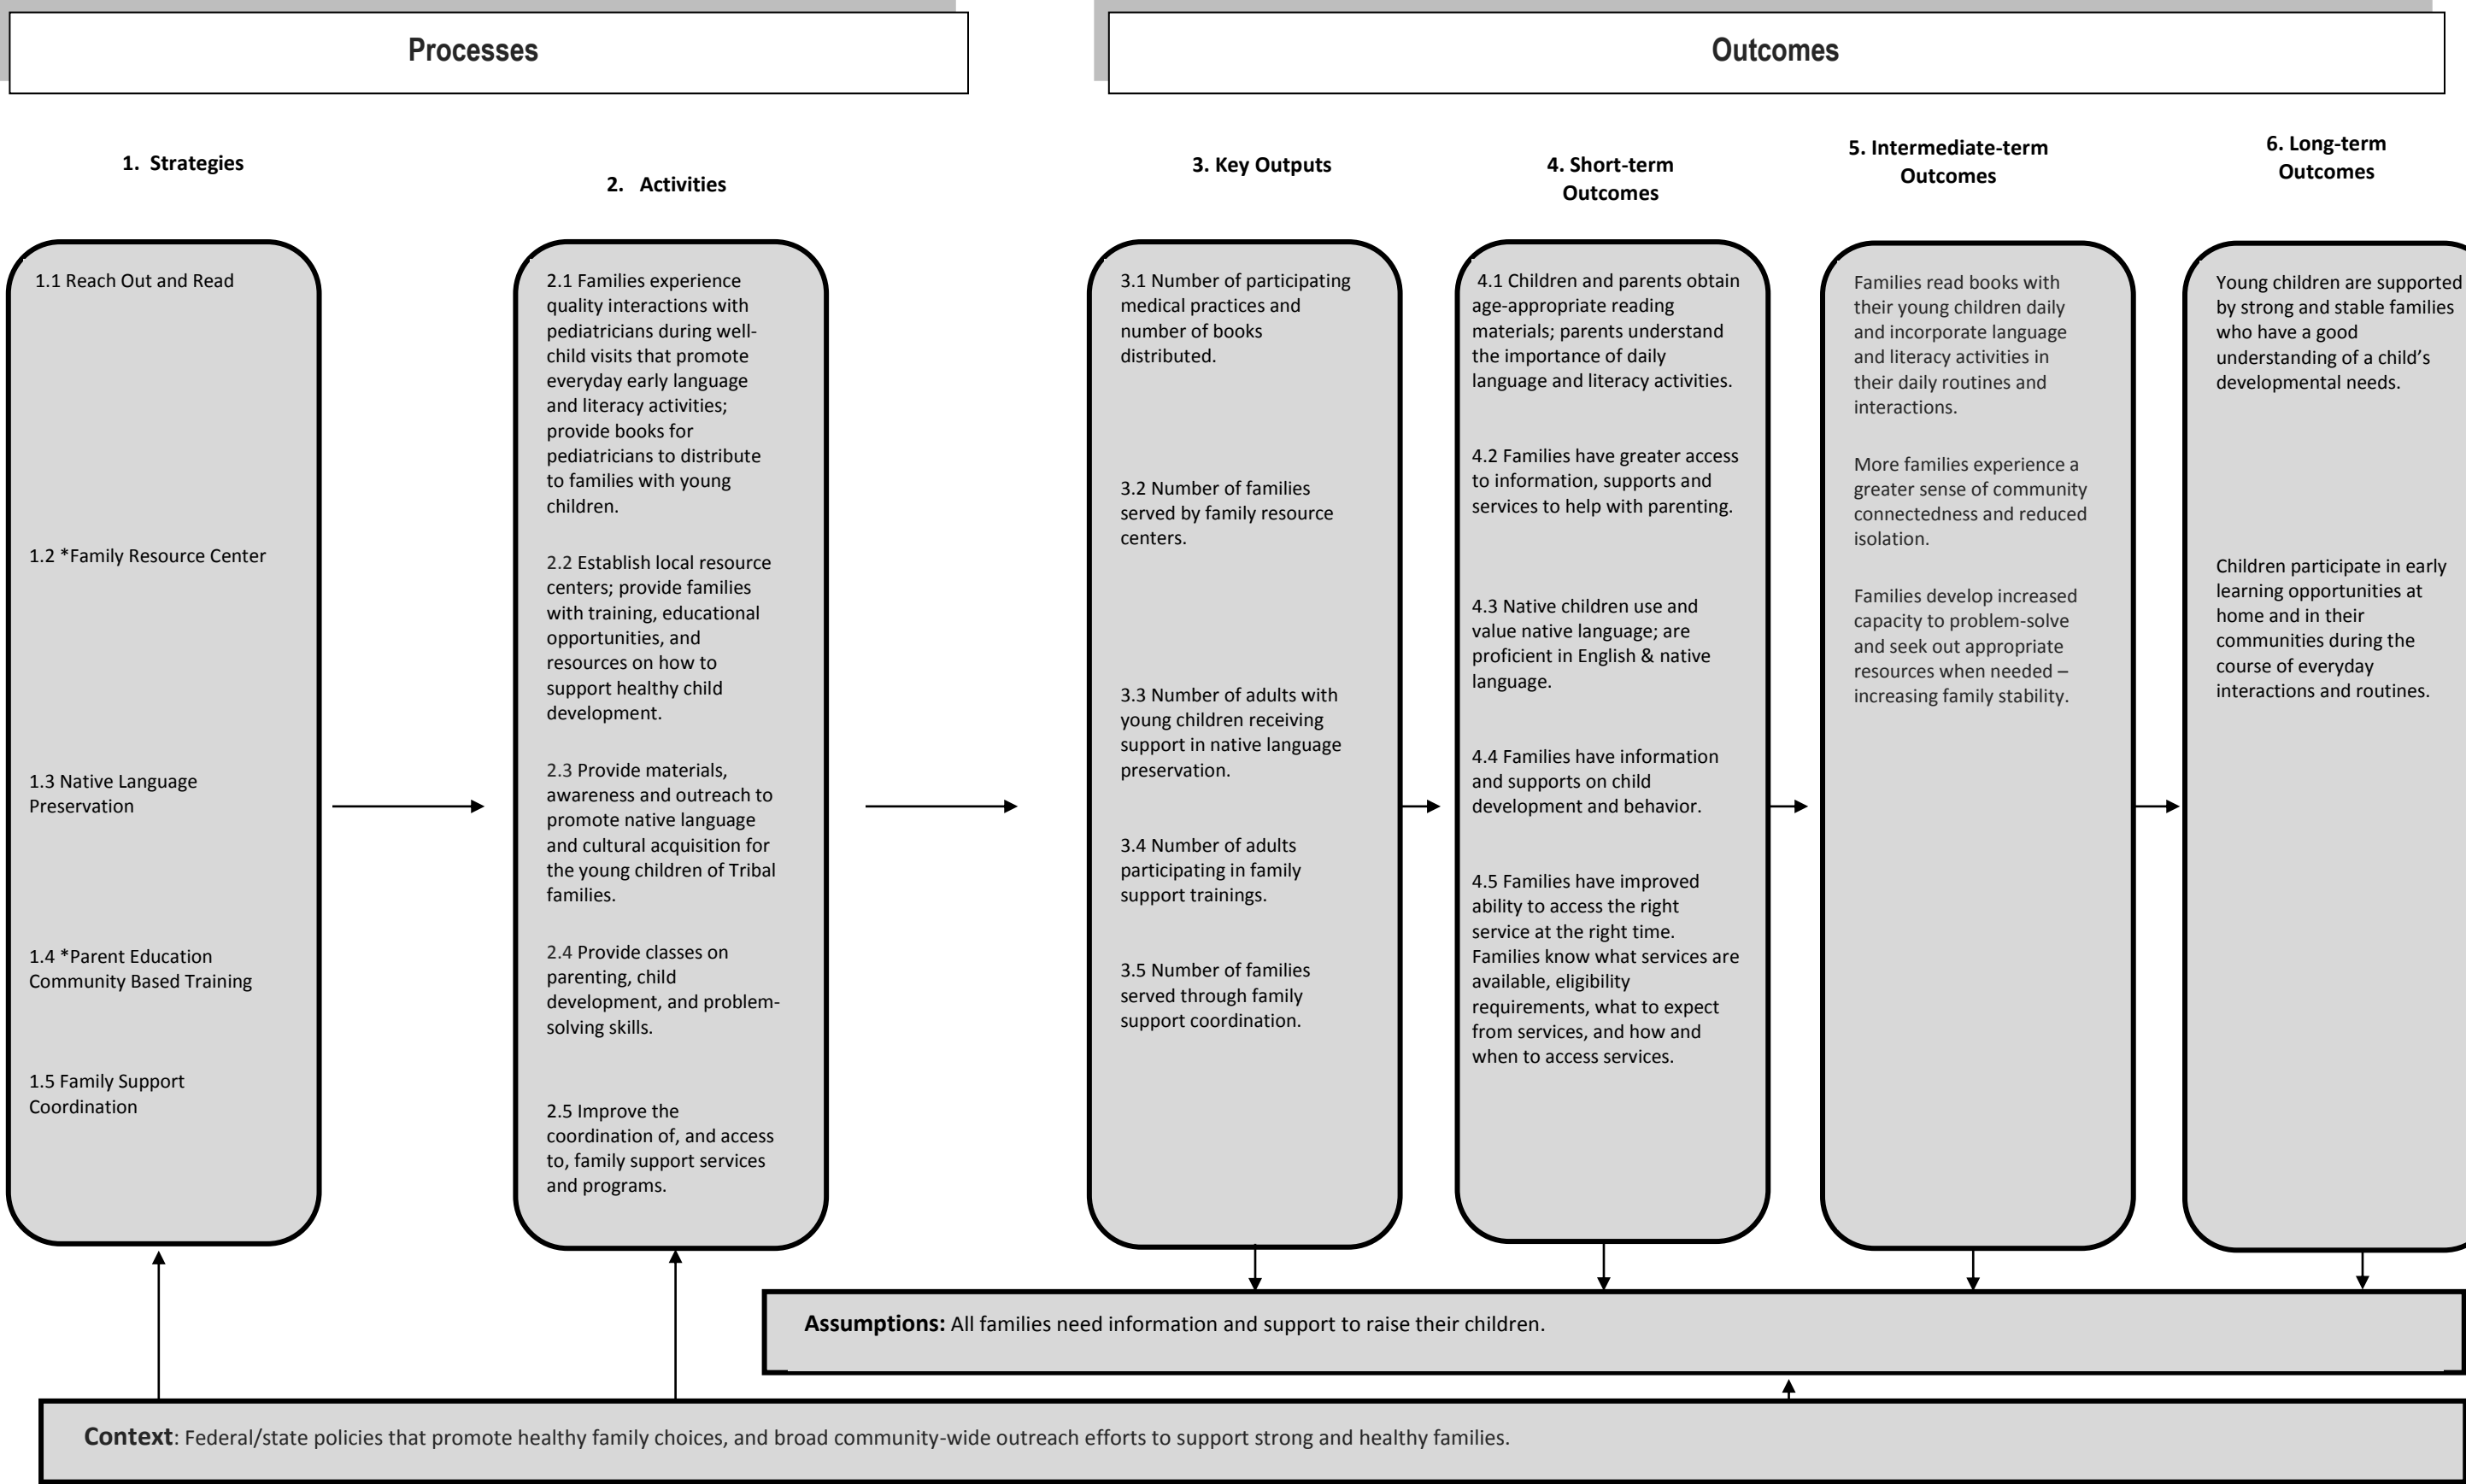 Processes
Outcomes
1. Strategies
2. Activities
3. Key Outputs
4. Short-term
Outcomes
5. Intermediate-term
Outcomes
6. Long-term
Outcomes
1.1 Reach Out and Read
1.2 *Family Resource Center
1.3 Native Language
Preservation
1.4 *Parent Education
Community Based Training
1.5 Family Support
Coordination
2.1 Families experience
quality interactions with
pediatricians during well-
child visits that promote
everyday early language
and literacy activities;
provide books for
pediatricians to distribute
to families with young
children.
2.2 Establish local resource
centers; provide families
with training, educational
opportunities, and
resources on how to
support healthy child
development.
2.3 Provide materials,
awareness and outreach to
promote native language
and cultural acquisition for
the young children of Tribal
families.
2.4 Provide classes on
parenting, child
development, and problem-
solving skills.
2.5 Improve the
coordination of, and access
to, family support services
and programs.
3.1 Number of participating
medical practices and
number of books
distributed.
3.2 Number of families
served by family resource
centers.
3.3 Number of adults with
young children receiving
support in native language
preservation.
3.4 Number of adults
participating in family
support trainings.
3.5 Number of families
served through family
support coordination.
4.1 Children and parents obtain
age-appropriate reading
materials; parents understand
the importance of daily
language and literacy activities.
4.2 Families have greater access
to information, supports and
services to help with parenting.
4.3 Native children use and
value native language; are
proficient in English & native
language.
4.4 Families have information
and supports on child
development and behavior.
4.5 Families have improved
ability to access the right
service at the right time.
Families know what services are
available, eligibility
requirements, what to expect
from services, and how and
when to access services.
Families read books with
their young children daily
and incorporate language
and literacy activities in
their daily routines and
interactions.
More families experience a
greater sense of community
connectedness and reduced
isolation.
Families develop increased
capacity to problem-solve
and seek out appropriate
resources when needed –
increasing family stability.
Young children are supported
by strong and stable families
who have a good
understanding of a child’s
developmental needs.
Children participate in early
learning opportunities at
home and in their
communities during the
course of everyday
interactions and routines.
Assumptions: All families need information and support to raise their children.
Context: Federal/state policies that promote healthy family choices, and broad community-wide outreach efforts to support strong and healthy families.